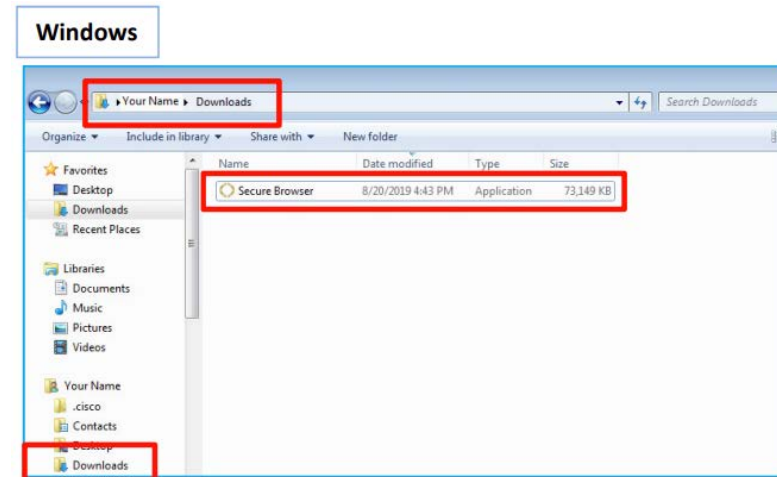 Windows
Your Name Downloads
Search Downloads
Organize Include in library Share with New folder
Name Date modified Type Size
Secure Browser 8/20/2019 4:43 PM Application 73,149 KB
Favorites
Desktop
Downloads
Recent Places
Libraries
Documents
Music
Pictures
Videos
Your Name
.cisco
Contacts
Desktop
Downloads